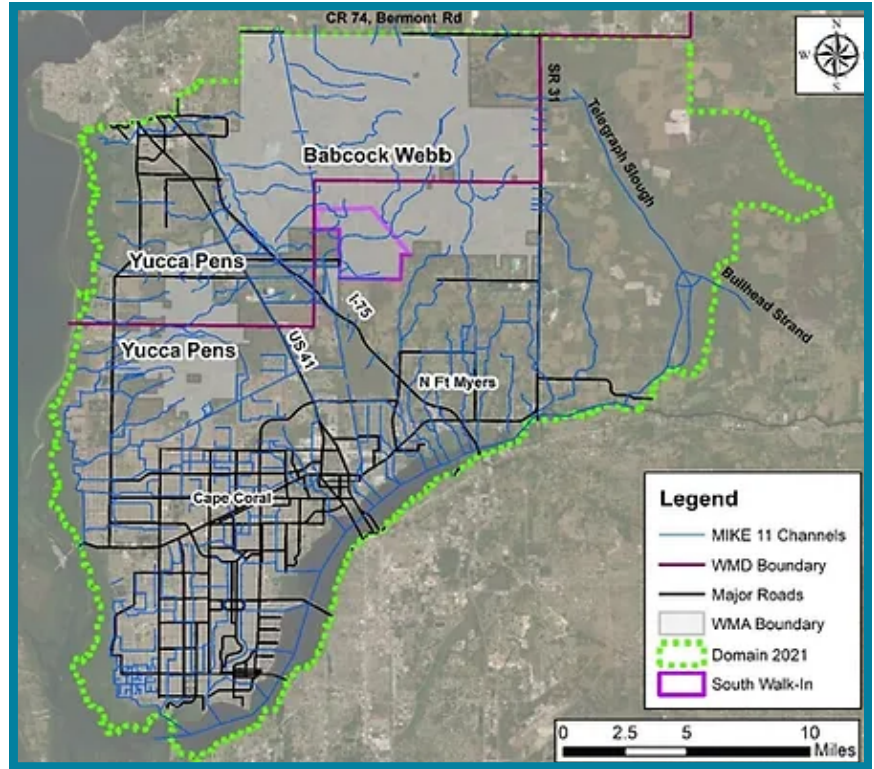 CR 74, Bermont Rd
N
W
E
S
SR 31
Telegraph Slough
Babcock Webb
Yucca Pens
Bullhead Strand
I-75
US 41
Yucca Pens
N Ft Myers
Cape Coral
Legend
MIKE 11 Channels
WMD Boundary
Major Roads
WMA Boundary
Domain 2021
South Walk-In
0 2.5 5 10
Miles